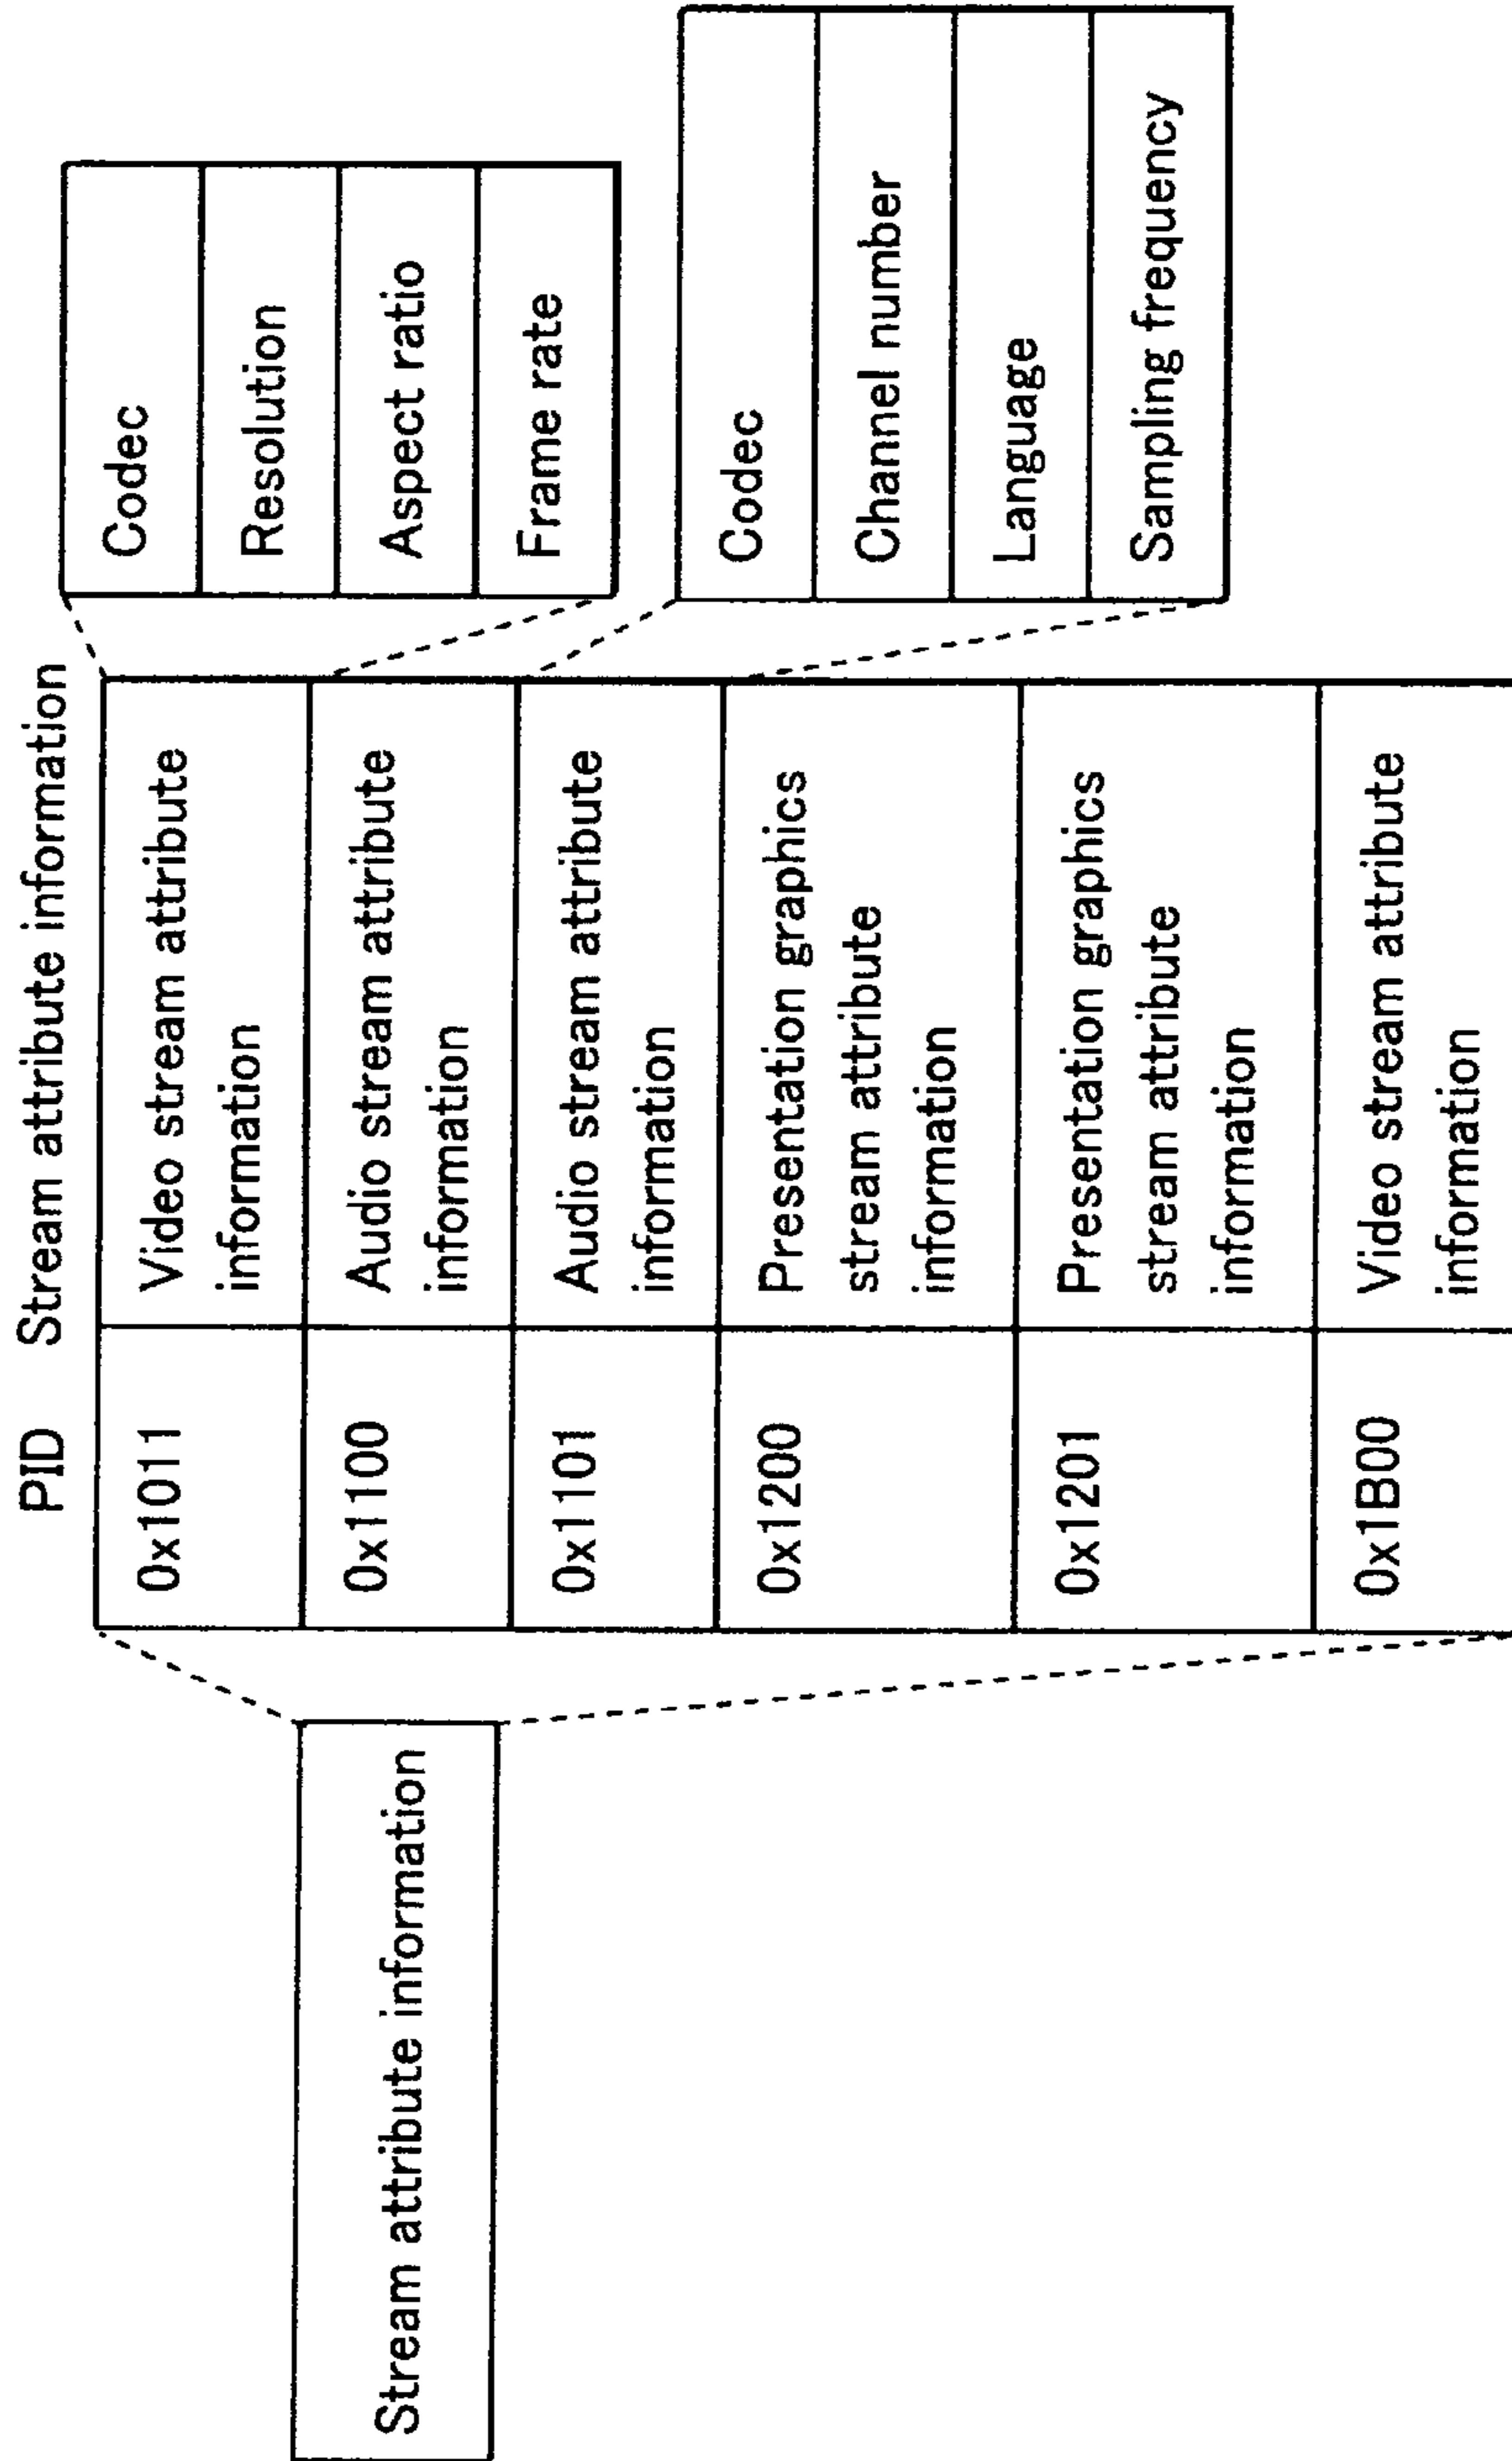 Stream attribute information
PID
Stream attribute information
0x1011
Video stream attribute
information
0x1100
Audio stream attribute
information
0x1101
Audio stream attribute
information
0x1200
Presentation graphics
stream attribute
information
0x1201
Presentation graphics
stream attribute
information
0x1B00
Video stream attribute
information
Codec
Resolution
Aspect ratio
Frame rate
Codec
Channel number
Language
Sampling frequency